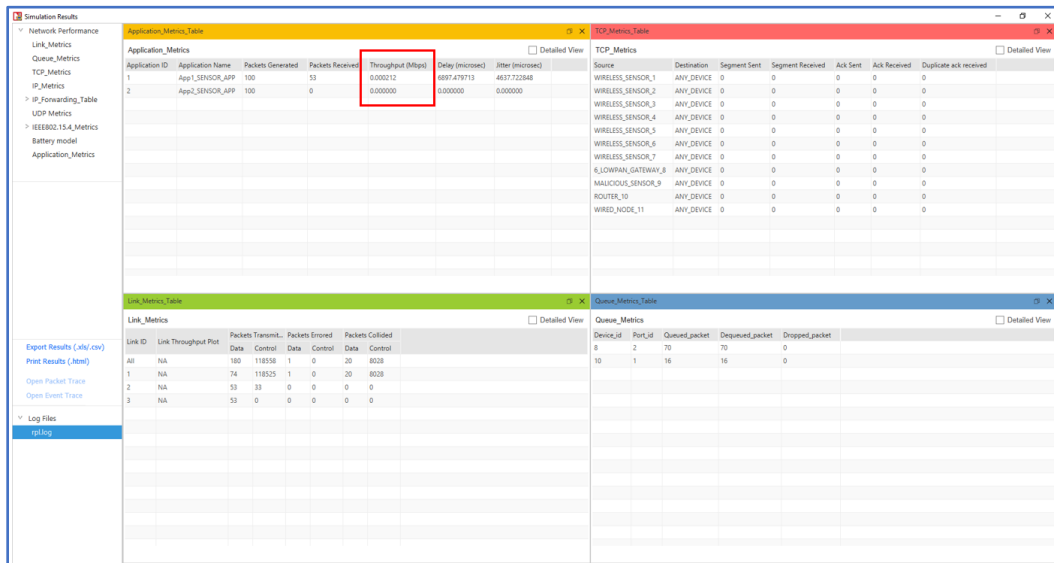 Simulation Results
Network Performance
Link_Metrics
Queue_Metrics
TCP_Metrics
IP_Metrics
IP_Forwarding_Table
UDP Metrics
IEEE802.15.4_Metrics
Battery model
Application_Metrics
Export Results (.xls/.csv)
Print Results (.html)
Open Packet Trace
Open Event Trace
Log Files
rpl.log
Application_Metrics_Table
Application_Metrics Detailed View
Application ID Application Name Packets Generated Packets Received Throughput (Mbps) Delay (microsec) Jitter (microsec)
1 App1_SENSOR_APP 100 53 0.000212 6897.479713 4637.722848
2 App2_SENSOR_APP 100 0 0.000000 0.000000 0.000000
TCP_Metrics_Table
TCP_Metrics Detailed View
Source Destination Segment Sent Segment Received Ack Sent Ack Received Duplicate ack received
WIRELESS_SENSOR_1 ANY_DEVICE 0 0 0 0 0
WIRELESS_SENSOR_2 ANY_DEVICE 0 0 0 0 0
WIRELESS_SENSOR_3 ANY_DEVICE 0 0 0 0 0
WIRELESS_SENSOR_4 ANY_DEVICE 0 0 0 0 0
WIRELESS_SENSOR_5 ANY_DEVICE 0 0 0 0 0
WIRELESS_SENSOR_6 ANY_DEVICE 0 0 0 0 0
WIRELESS_SENSOR_7 ANY_DEVICE 0 0 0 0 0
6_LOWPAN_GATEWAY_8 ANY_DEVICE 0 0 0 0 0
MALICIOUS_SENSOR_9 ANY_DEVICE 0 0 0 0 0
ROUTER_10 ANY_DEVICE 0 0 0 0 0
WIRED_NODE_11 ANY_DEVICE 0 0 0 0 0
Link_Metrics_Table
Link_Metrics Detailed View
Link ID Link Throughput Plot Packets Transmit... Packets Errored Packets Collided
Data Control Data Control Data Control
All NA 180 118558 1 0 20 8028
1 NA 74 118525 1 0 20 8028
2 NA 53 33 0 0 0 0
3 NA 53 0 0 0 0 0
Queue_Metrics_Table
Queue_Metrics Detailed View
Device_id Port_id Queued_packet Dequeued_packet Dropped_packet
8 2 70 70 0
10 1 16 16 0